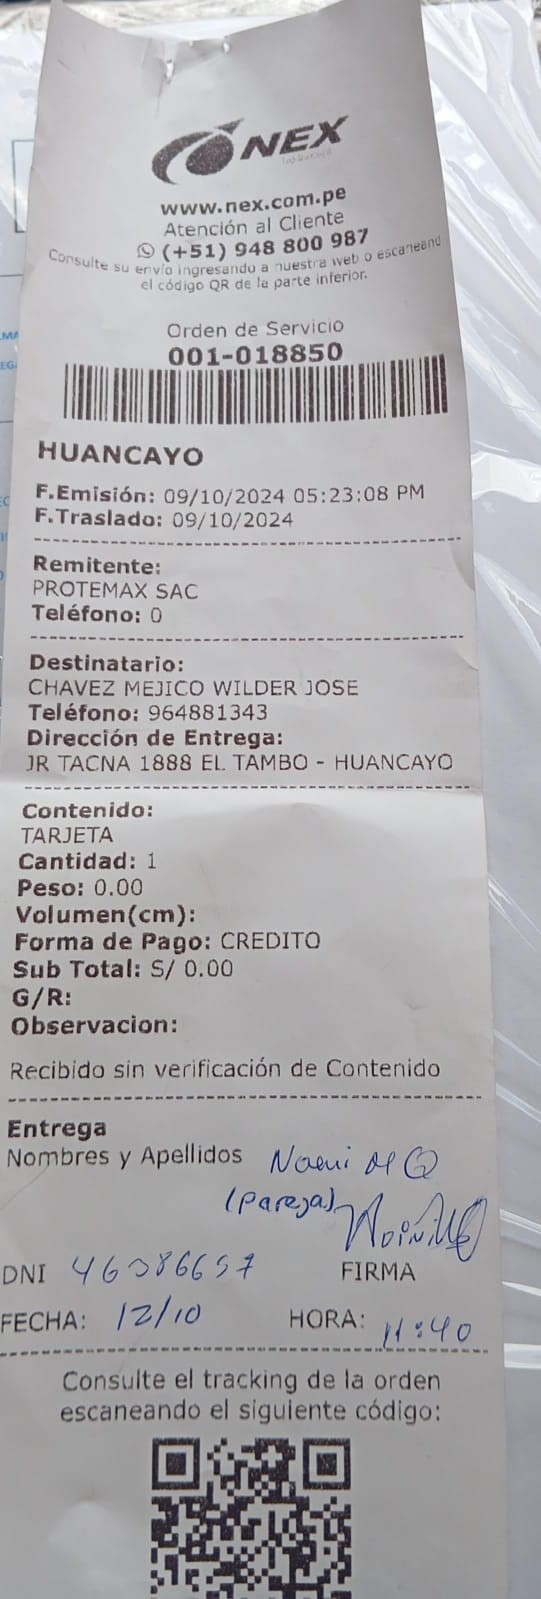 NEX
www.nex.com.pe
Atención al Cliente
(+51) 948 800 987
Consulte su envío ingresando a nuestra web o escaneand
el código QR de la parte inferior.
Orden de Servicio
001-018850
HUANCAYO
F.Emisión: 09/10/2024 05:23:08 PM
F.Traslado: 09/10/2024
Remitente:
PROTEMAX SAC
Teléfono: 0
Destinatario:
CHAVEZ MEJICO WILDER JOSE
Teléfono: 964881343
Dirección de Entrega:
JR TACNA 1888 EL TAMBO - HUANCAYO
Contenido:
TARJETA
Cantidad: 1
Peso: 0.00
Volumen(cm):
Forma de Pago: CREDITO
Sub Total: S/ 0.00
G/R:
Observacion:
Recibido sin verificación de Contenido
Entrega
Nombres y Apellidos Noemi M Q
(pareja)
DNI FIRMA
FECHA: 12/10 HORA: 11:40
Consulte el tracking de la orden
escaneando el siguiente código: